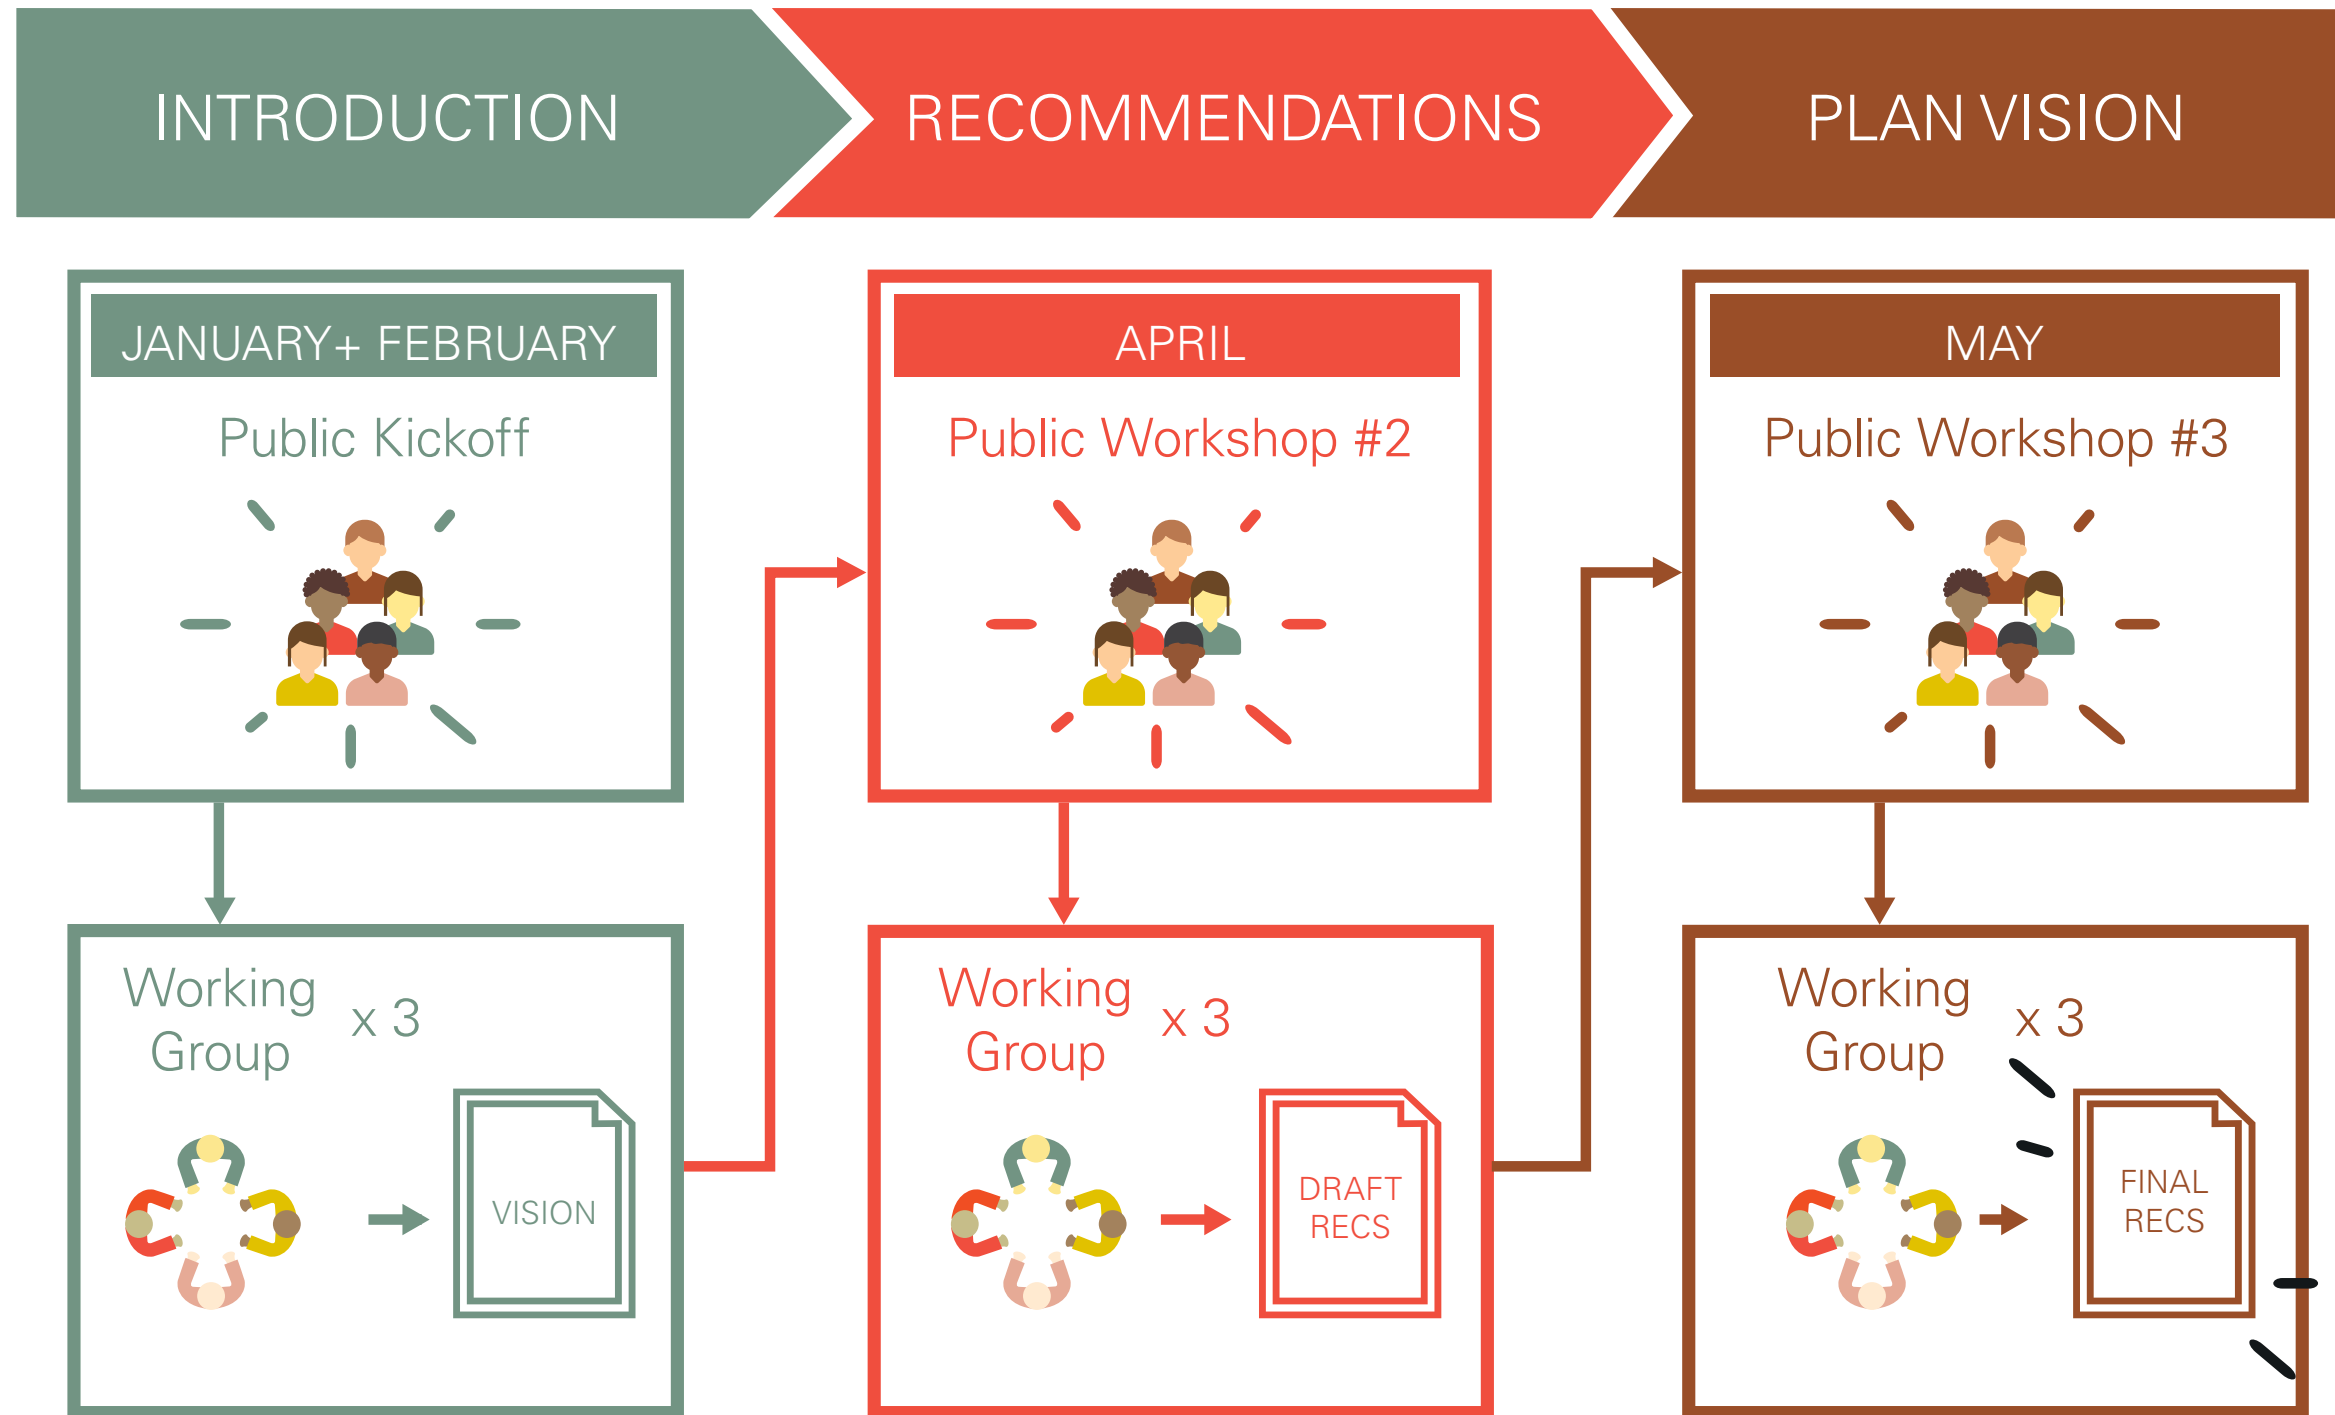 INTRODUCTION
RECOMMENDATIONS
PLAN VISION
JANUARY+ FEBRUARY
Public Kickoff
APRIL
Public Workshop #2
MAY
Public Workshop #3
Working
Group
x 3
VISION
Working
Group
x 3
DRAFT
RECS
Working
Group
x 3
FINAL
RECS